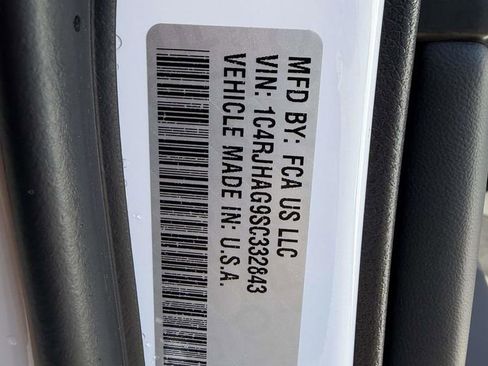 MFD BY: FCA US LLC
VIN: 1C4RJHAG9SC332843
VEHICLE MADE IN: U.S.A.